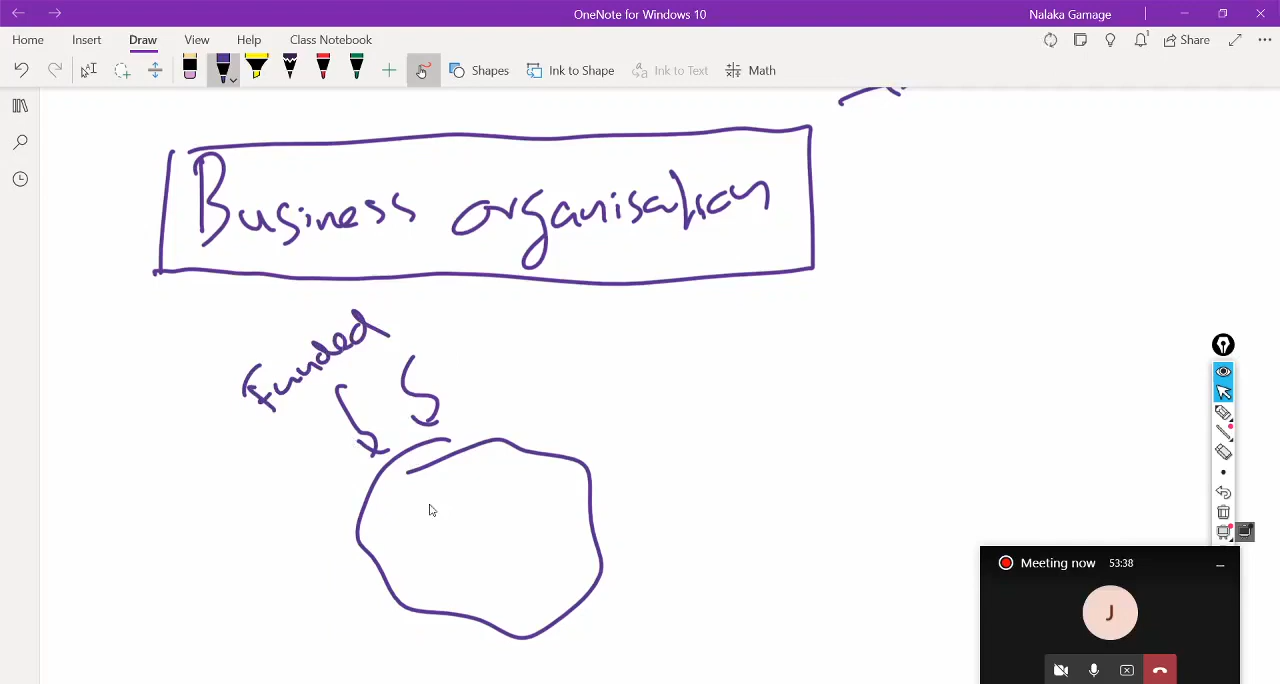 OneNote for Windows 10
Nalaka Gamage
Home Insert Draw View Help Class Notebook
Share
Shapes Ink to Shape Ink to Text Math
Business organisation
Funded
Meeting now 53:38
J